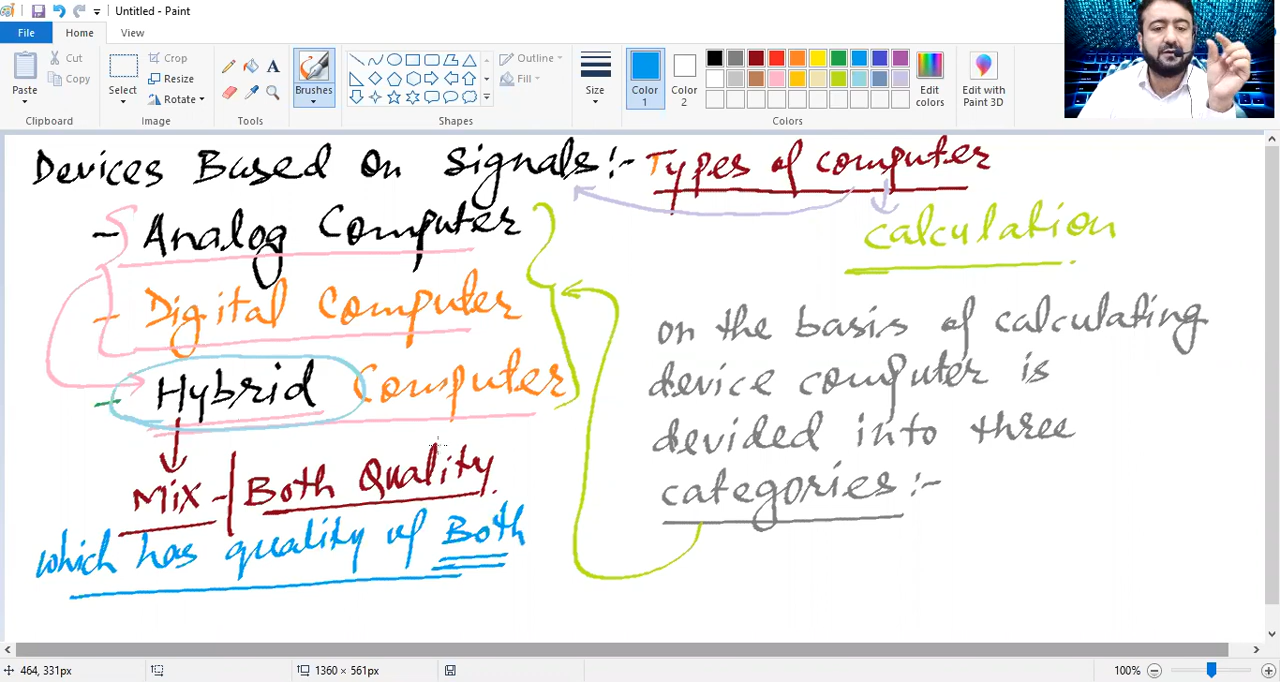 Untitled - Paint
File Home View
Paste Cut Copy Clipboard
Select Crop Resize Rotate Image
Tools
Brushes
Outline Fill Shapes
Size
Color 1 Color 2 Edit colors Colors
Edit with Paint 3D
Devices Based On Signals:- Types of computer
- Analog Computer
calculation
- Digital Computer
- Hybrid Computer
Mix - Both Quality
which has quality of Both
on the basis of calculating
device computer is
devided into three
categories:-
464, 331px
1360 × 561px
100%